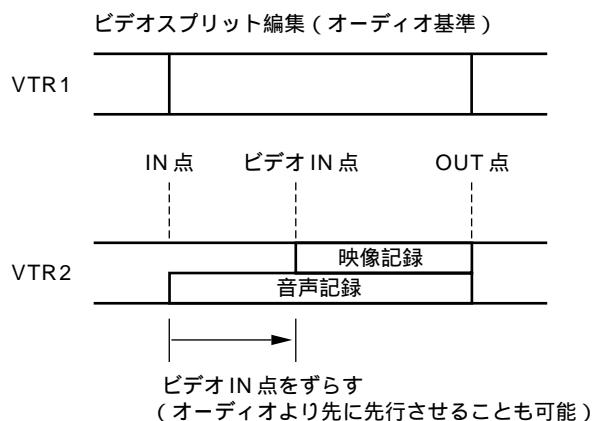 ビデオスプリット編集(オーディオ基準)
VTR1
IN点 ビデオIN点 OUT点
VTR2
映像記録
音声記録
ビデオIN点をずらす
(オーディオより先に先行させることも可能)